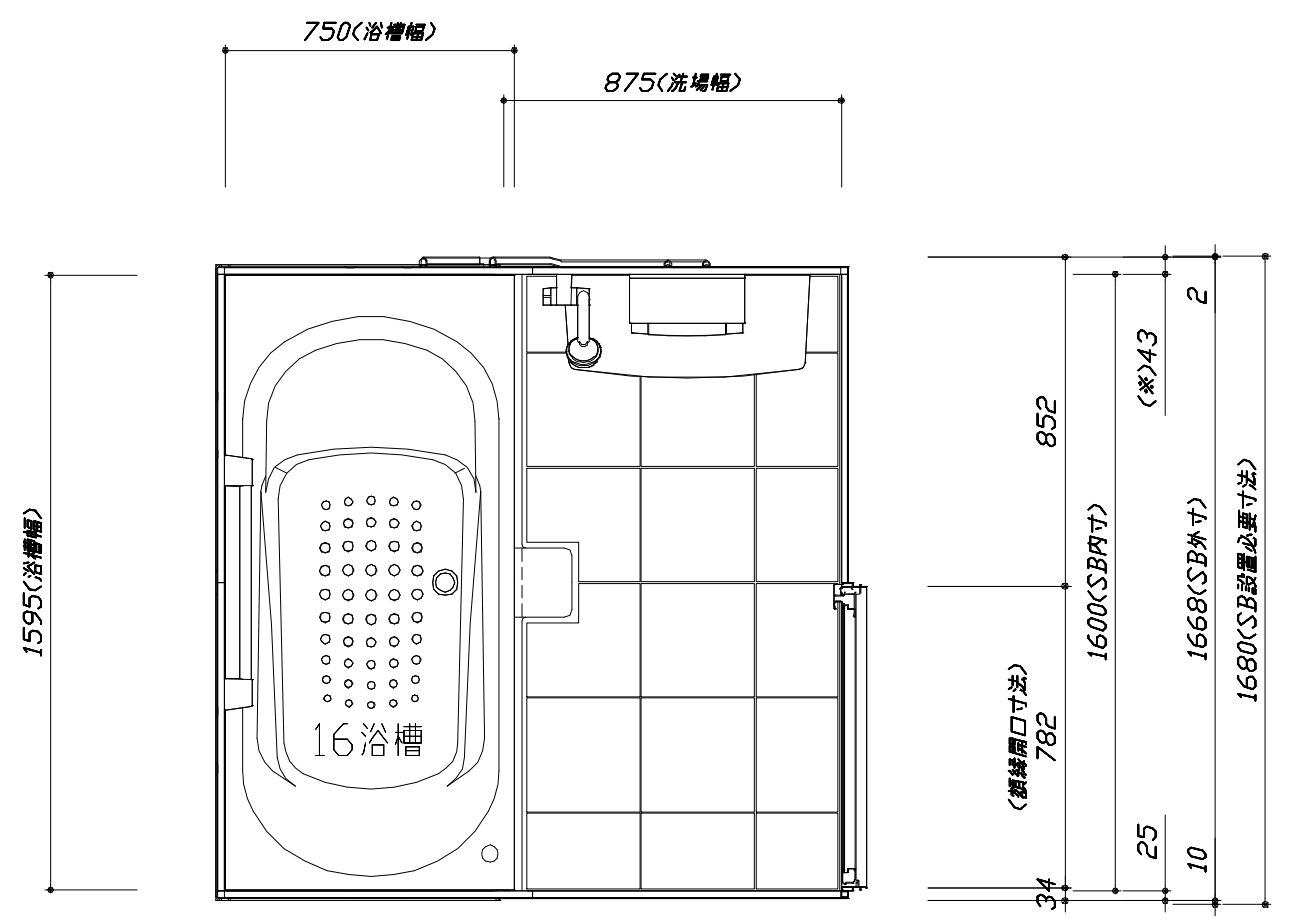 750(浴槽幅)
875(洗場幅)
1595(浴槽幅)
16浴槽
(額縁開口寸法)
852
782
34
1600(SB内寸)
(※)43
25
2
1668(SB外寸)
10
1680(SB設置必要寸法)